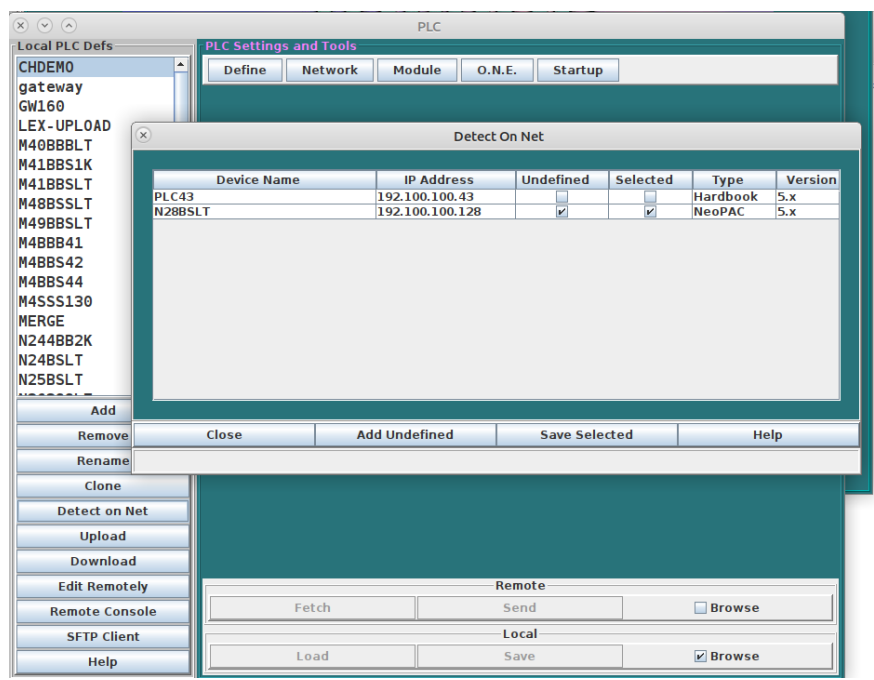 PLC
Local PLC Defs
CHDEMO
gateway
GW160
LEX-UPLOAD
M40BBBLT
M41BBS1K
M41BBSLT
M48BSSLT
M49BBSLT
M4BBB41
M4BBS42
M4BBS44
M4SSS130
MERGE
N244BB2K
N24BSLT
N25BSLT
Add
Remove
Rename
Clone
Detect on Net
Upload
Download
Edit Remotely
Remote Console
SFTP Client
Help
PLC Settings and Tools
Define Network Module O.N.E. Startup
Detect On Net
Device Name IP Address Undefined Selected Type Version
PLC43 192.100.100.43 Hardbook 5.x
N28BSLT 192.100.100.128 NeoPAC 5.x
Close Add Undefined Save Selected Help
Remote
Fetch Send Browse
Local
Load Save Browse